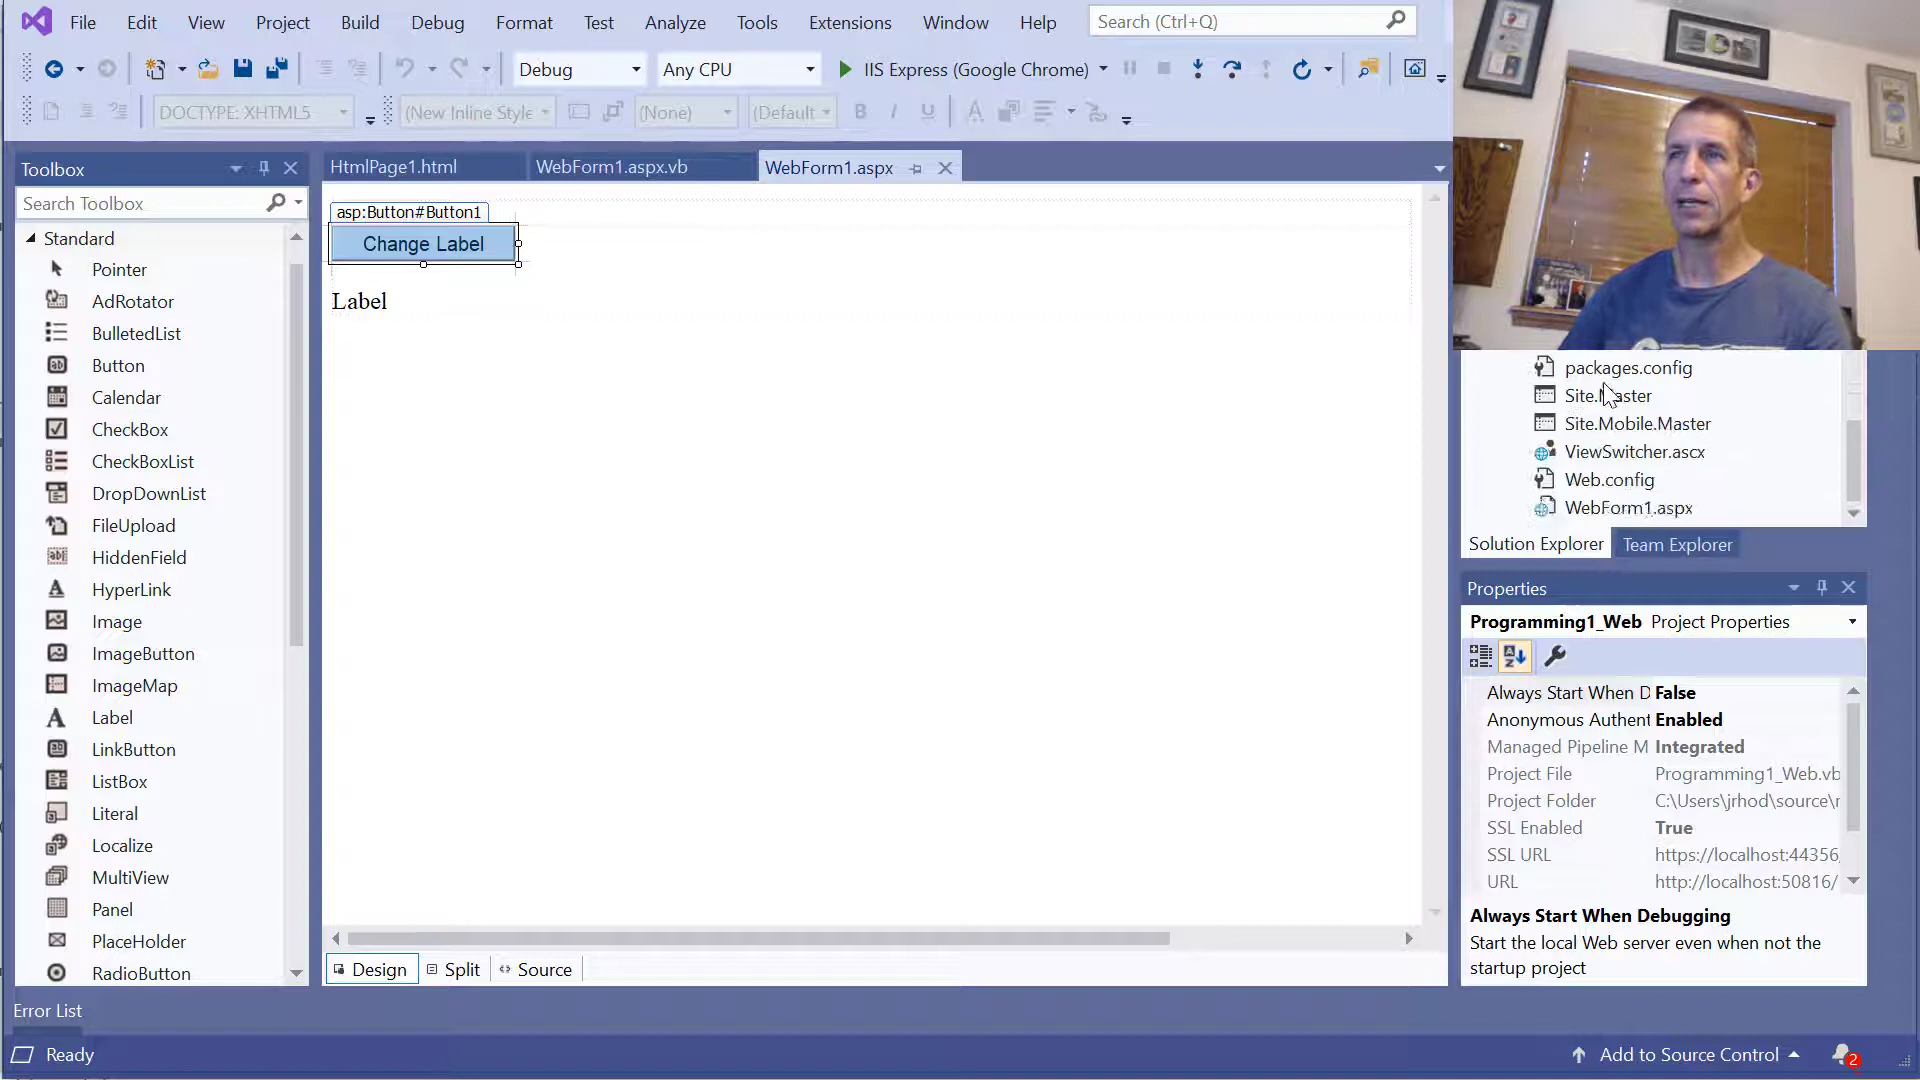 File Edit View Project Build Debug Format Test Analyze Tools Extensions Window Help Search (Ctrl+Q)
Debug Any CPU IIS Express (Google Chrome)
DOCTYPE: XHTML5 (New Inline Style (None) (Default B I U
Toolbox
HtmlPage1.html WebForm1.aspx.vb WebForm1.aspx
Search Toolbox
asp:Button#Button1
Change Label
Label
Standard
Pointer
AdRotator
BulletedList
Button
Calendar
CheckBox
CheckBoxList
DropDownList
FileUpload
HiddenField
HyperLink
Image
ImageButton
ImageMap
Label
LinkButton
ListBox
Literal
Localize
MultiView
Panel
PlaceHolder
RadioButton
Design Split Source
packages.config
Site.Master
Site.Mobile.Master
ViewSwitcher.ascx
Web.config
WebForm1.aspx
Solution Explorer Team Explorer
Properties
Programming1_Web Project Properties
Always Start When D False
Anonymous Authent Enabled
Managed Pipeline M Integrated
Project File Programming1_Web.vb
Project Folder C:\Users\jrhod\source\r
SSL Enabled True
SSL URL https://localhost:44356,
URL http://localhost:50816/
Always Start When Debugging
Start the local Web server even when not the
startup project
Error List
Ready
Add to Source Control 2